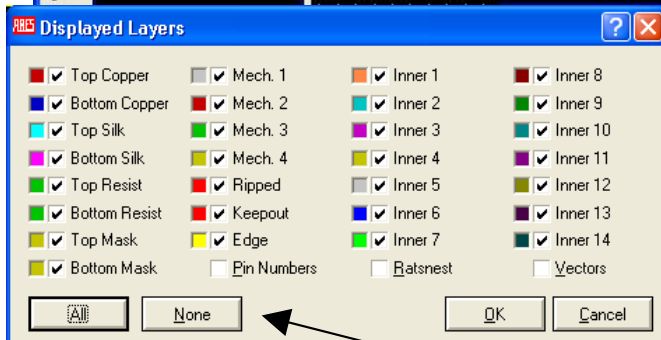 ARES Displayed Layers ?
Top Copper Mech. 1 Inner 1 Inner 8
Bottom Copper Mech. 2 Inner 2 Inner 9
Top Silk Mech. 3 Inner 3 Inner 10
Bottom Silk Mech. 4 Inner 4 Inner 11
Top Resist Ripped Inner 5 Inner 12
Bottom Resist Keepout Inner 6 Inner 13
Top Mask Edge Inner 7 Inner 14
Bottom Mask Pin Numbers Ratsnest Vectors
All None OK Cancel